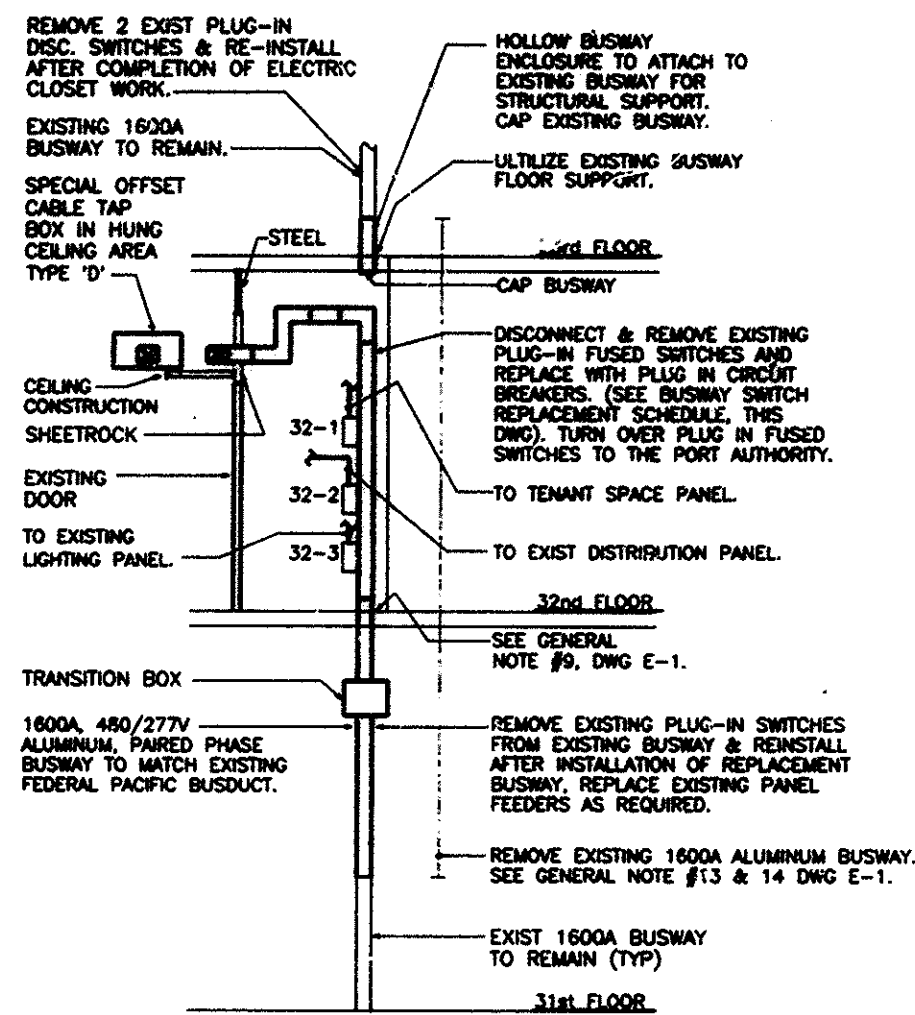 REMOVE 2 EXIST PLUG-IN
DISC. SWITCHES & RE-INSTALL
AFTER COMPLETION OF ELECTRIC
CLOSET WORK.
EXISTING 1600A
BUSWAY TO REMAIN.
SPECIAL OFFSET
CABLE TAP
BOX IN HUNG
CEILING AREA
TYPE 'D'
STEEL
HOLLOW BUSWAY
ENCLOSURE TO ATTACH TO
EXISTING BUSWAY FOR
STRUCTURAL SUPPORT.
CAP EXISTING BUSWAY.
ULTILIZE EXISTING BUSWAY
FLOOR SUPPORT.
33rd FLOOR
CAP BUSWAY
DISCONNECT & REMOVE EXISTING
PLUG-IN FUSED SWITCHES AND
REPLACE WITH PLUG IN CIRCUIT
BREAKERS. (SEE BUSWAY SWITCH
REPLACEMENT SCHEDULE, THIS
DWG). TURN OVER PLUG IN FUSED
SWITCHES TO THE PORT AUTHORITY.
CEILING
CONSTRUCTION
SHEETROCK
32-1
EXISTING
DOOR
32-2
TO TENANT SPACE PANEL.
TO EXISTING
LIGHTING PANEL.
32-3
TO EXIST DISTRIBUTION PANEL.
32nd FLOOR
SEE GENERAL
NOTE #9, DWG E-1.
TRANSITION BOX
1600A, 480/277V
ALUMINUM, PAIRED PHASE
BUSWAY TO MATCH EXISTING
FEDERAL PACIFIC BUSDUCT.
REMOVE EXISTING PLUG-IN SWITCHES
FROM EXISTING BUSWAY & REINSTALL
AFTER INSTALLATION OF REPLACEMENT
BUSWAY, REPLACE EXISTING PANEL
FEEDERS AS REQUIRED.
REMOVE EXISTING 1600A ALUMINUM BUSWAY.
SEE GENERAL NOTE #13 & 14 DWG E-1.
EXIST 1600A BUSWAY
TO REMAIN (TYP)
31st FLOOR